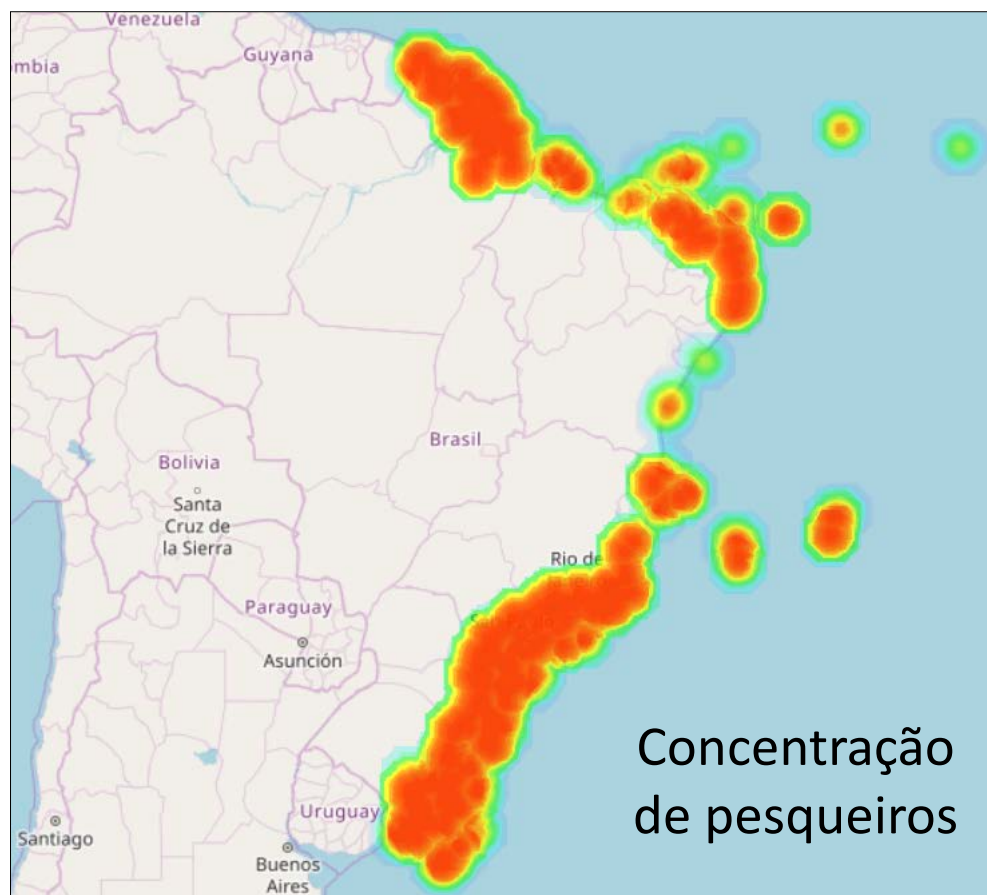 Venezuela
Guyana
mbia
Brasil
Bolivia
Santa
Cruz de
la Sierra
Rio de
Paraguay
Asunción
Concentração
de pesqueiros
Uruguay
Santiago
Buenos
Aires